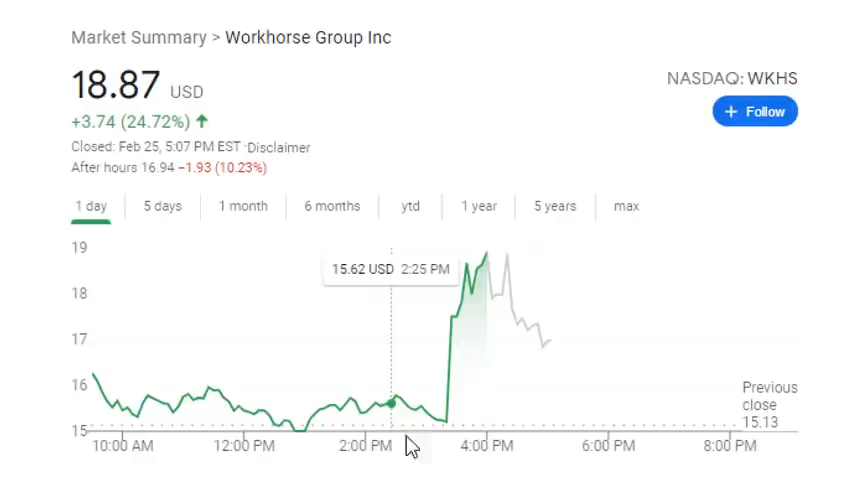 Market Summary > Workhorse Group Inc
18.87 USD
NASDAQ: WKHS
+ Follow
+3.74 (24.72%) ↑
Closed: Feb 25, 5:07 PM EST · Disclaimer
After hours 16.94 −1.93 (10.23%)
1 day 5 days 1 month 6 months ytd 1 year 5 years max
19
15.62 USD 2:25 PM
18
17
16
Previous
close
15.13
15
10:00 AM 12:00 PM 2:00 PM 4:00 PM 6:00 PM 8:00 PM